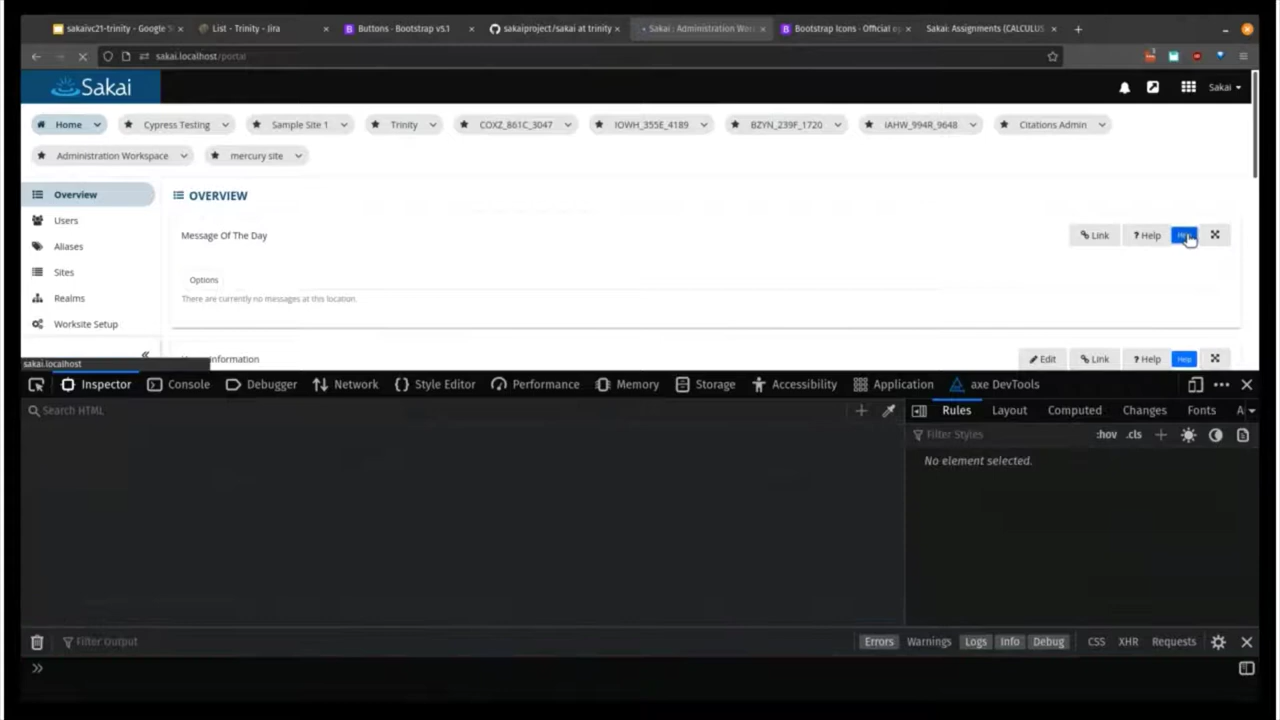 sakaivc21-trinity - Google S List - Trinity - Jira Buttons · Bootstrap v5.1 sakaiproject/sakai at trinity Sakai : Administration Wor Bootstrap Icons · Official op Sakai: Assignments (CALCULUS
sakai.localhost/portal
Sakai Sakai
Home Cypress Testing Sample Site 1 Trinity COXZ_861C_3047 IOWH_355E_4189 BZYN_239F_1720 IAHW_994R_9648 Citations Admin
Administration Workspace mercury site
Overview
Users
Aliases
Sites
Realms
Worksite Setup
OVERVIEW
Message Of The Day Link ? Help
Options
There are currently no messages at this location.
Information Edit Link ? Help Help
sakai.localhost
Inspector Console Debugger Network Style Editor Performance Memory Storage Accessibility Application axe DevTools
Search HTML
Rules Layout Computed Changes Fonts A
Filter Styles :hov .cls
No element selected.
Filter Output Errors Warnings Logs Info Debug CSS XHR Requests
»